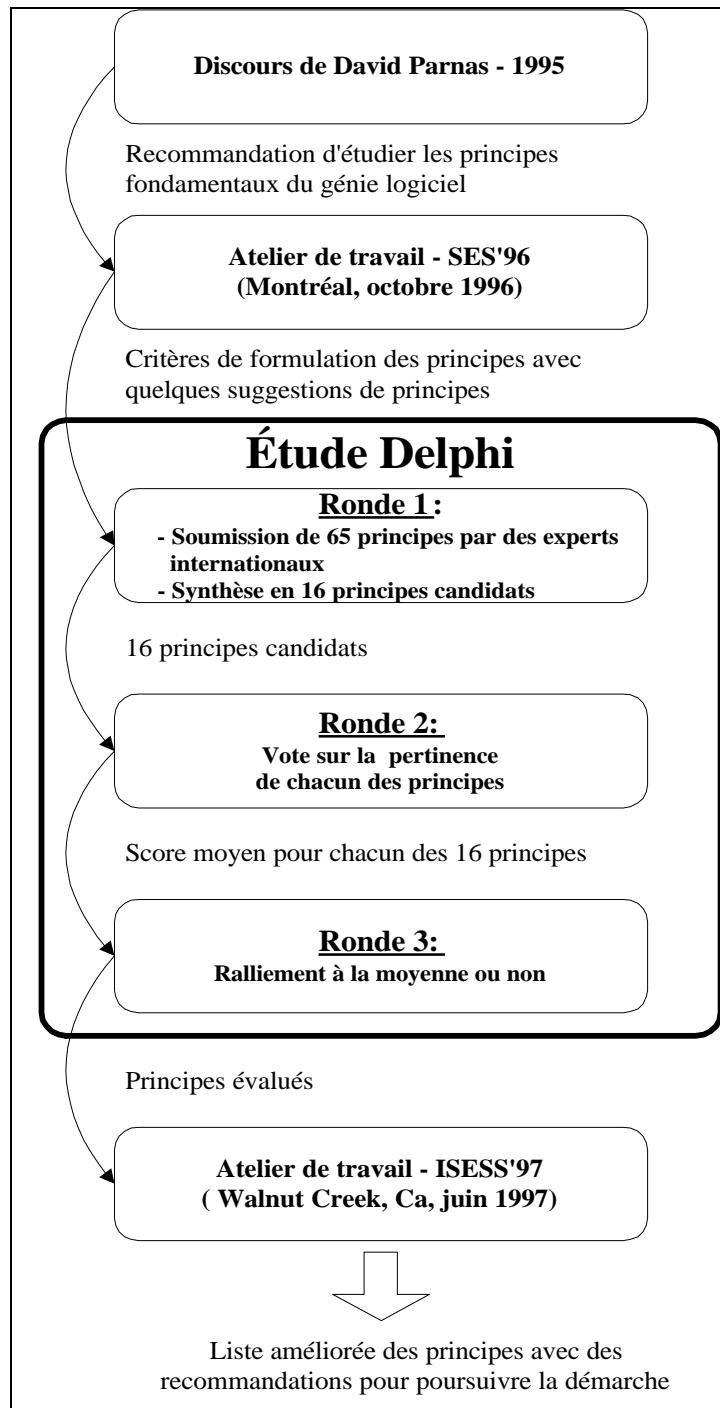 Discours de David Parnas - 1995
Recommandation d'étudier les principes
fondamentaux du génie logiciel
Atelier de travail - SES'96
(Montréal, octobre 1996)
Critères de formulation des principes avec
quelques suggestions de principes
Étude Delphi
Ronde 1 :
- Soumission de 65 principes par des experts
internationaux
- Synthèse en 16 principes candidats
16 principes candidats
Ronde 2:
Vote sur la pertinence
de chacun des principes
Score moyen pour chacun des 16 principes
Ronde 3:
Ralliement à la moyenne ou non
Principes évalués
Atelier de travail - ISESS'97
( Walnut Creek, Ca, juin 1997)
Liste améliorée des principes avec des
recommandations pour poursuivre la démarche